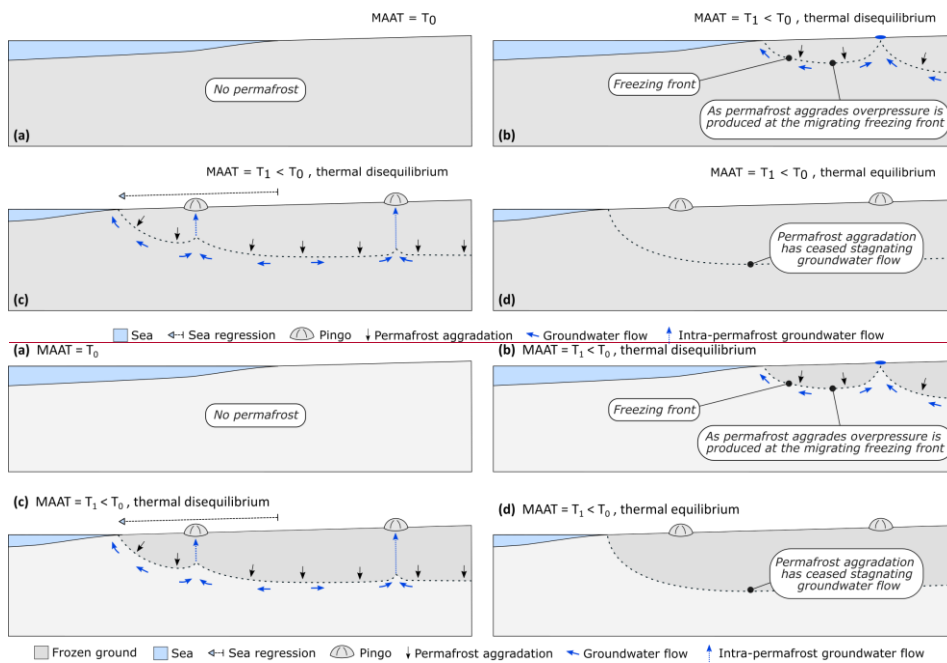 MAAT = T0
No permafrost
(a)
MAAT = T1 < T0 , thermal disequilibrium
Freezing front
As permafrost aggrades overpressure is
produced at the migrating freezing front
(b)
MAAT = T1 < T0 , thermal disequilibrium
(c)
MAAT = T1 < T0 , thermal equilibrium
Permafrost aggradation
has ceased stagnating
groundwater flow
(d)
Sea
Sea regression
Pingo
Permafrost aggradation
Groundwater flow
Intra-permafrost groundwater flow
(a) MAAT = T0
No permafrost
(b) MAAT = T1 < T0 , thermal disequilibrium
Freezing front
As permafrost aggrades overpressure is
produced at the migrating freezing front
(c) MAAT = T1 < T0, thermal disequilibrium
(d) MAAT = T1 < T0, thermal equilibrium
Permafrost aggradation
has ceased stagnating
groundwater flow
Frozen ground
Sea
Sea regression
Pingo
Permafrost aggradation
Groundwater flow
Intra-permafrost groundwater flow